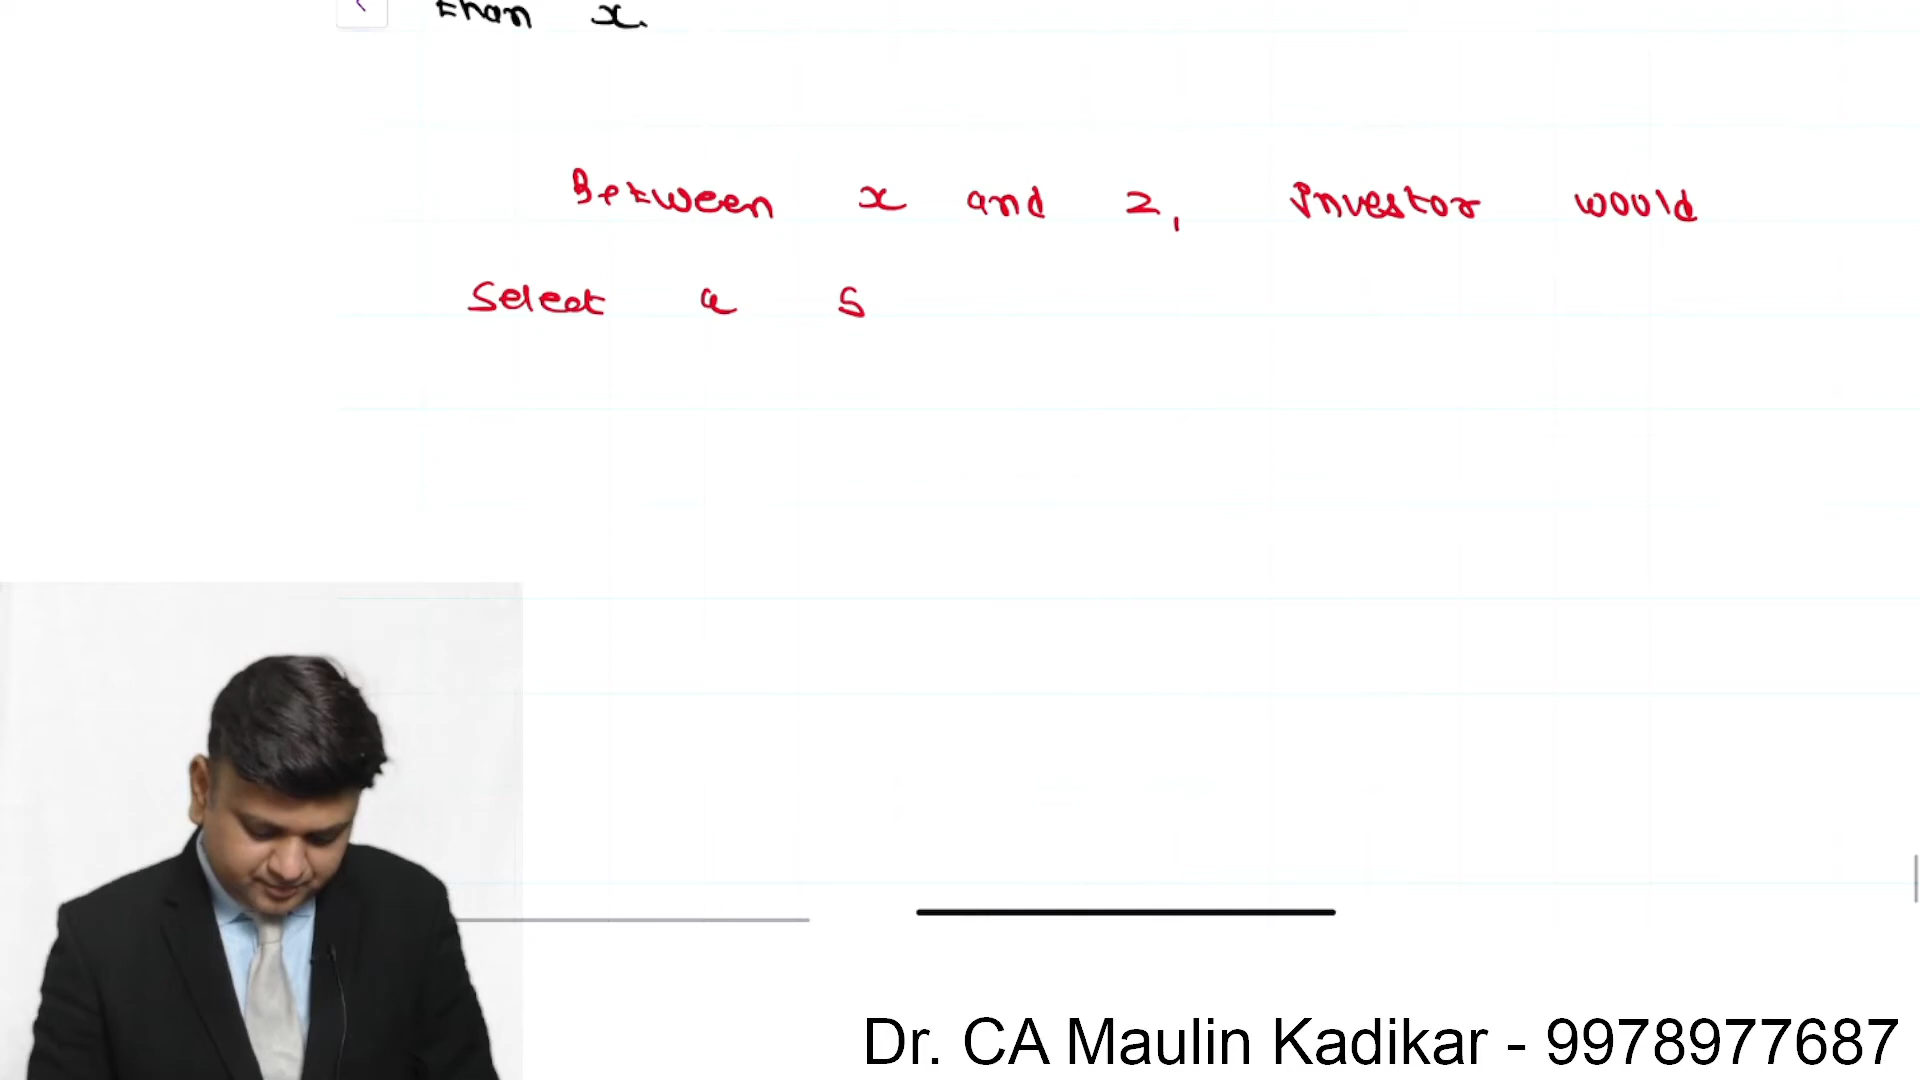 than x.
Between x and z, investor would
select a s
Dr. CA Maulin Kadikar - 9978977687